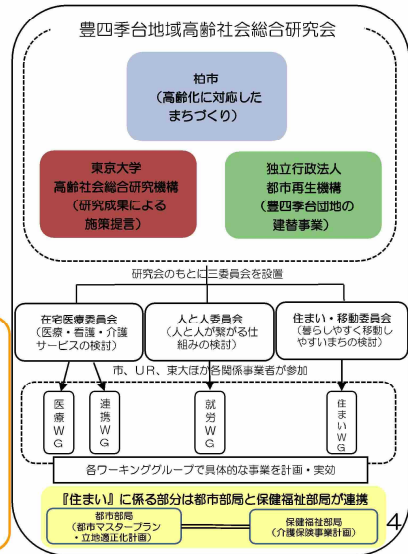 豊四季台地域高齢社会総合研究会
柏市
（高齢化に対応した
まちづくり）
東京大学
高齢社会総合研究機構
（研究成果による
施策提言）
独立行政法人
都市再生機構
（豊四季台団地の
建替事業）
研究会のもとに三委員会を設置
在宅医療委員会
（医療・看護・介護
サービスの検討）
人と人委員会
（人と人が繋がる仕
組みの検討）
住まい・移動委員会
（暮らしやすく移動し
やすいまちの検討）
市、UR、東大ほか各関係事業者が参加
医療WG
連携WG
就労WG
住まいWG
各ワーキンググループで具体的な事業を計画・実効
『住まい』に係る部分は都市部局と保健福祉部局が連携
都市部局
（都市マスタープラン
・立地適正化計画）
保健福祉部局
（介護保険事業計画）
4